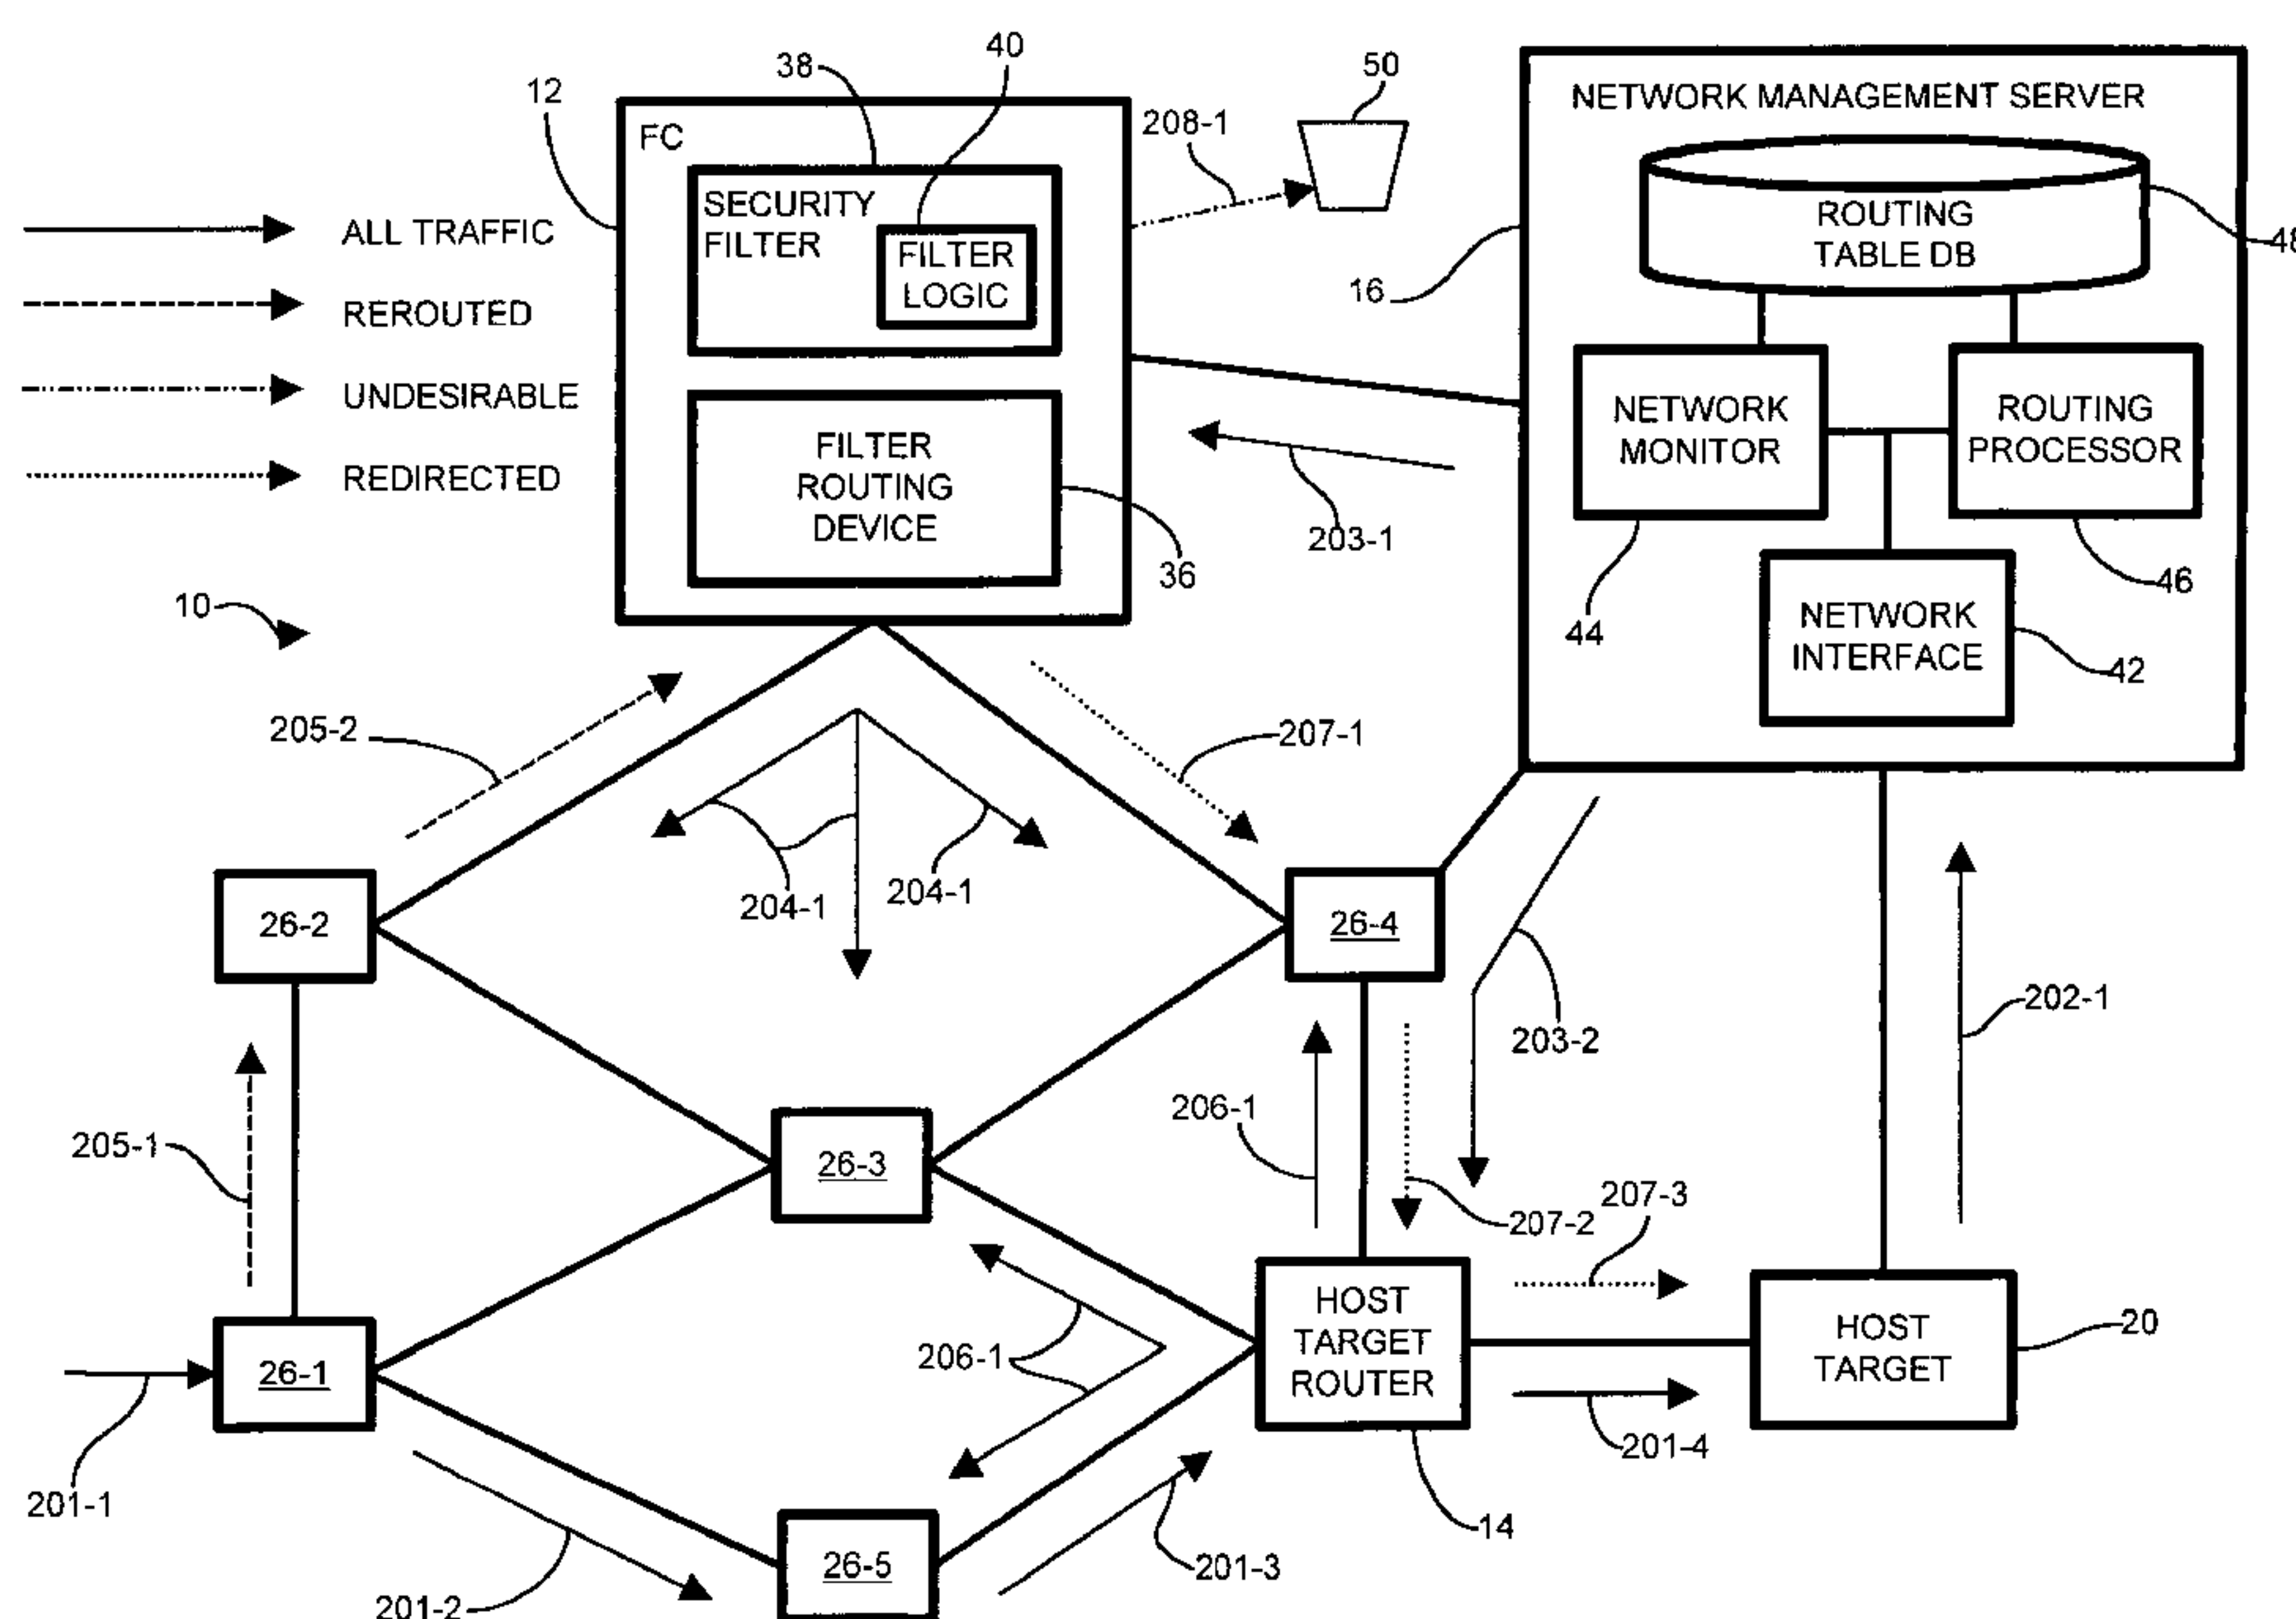 40
38
50
12
208-1
NETWORK MANAGEMENT SERVER
FC
SECURITY
FILTER
FILTER
LOGIC
ROUTING
TABLE DB
48
ALL TRAFFIC
REROUTED
UNDESIRABLE
REDIRECTED
16
NETWORK
MONITOR
ROUTING
PROCESSOR
FILTER
ROUTING
DEVICE
203-1
36
46
10
44
NETWORK
INTERFACE
42
205-2
207-1
204-1
204-1
26-2
26-4
202-1
203-2
206-1
205-1
26-3
207-3
207-2
HOST
TARGET
ROUTER
HOST
TARGET
20
206-1
26-1
201-4
201-1
14
26-5
201-3
201-2